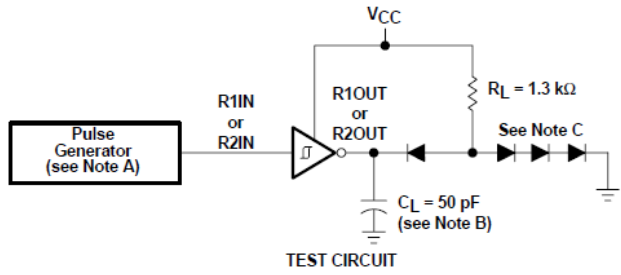 VCC
R1IN
or
R2IN
R1OUT
or
R2OUT
RL = 1.3 kΩ
See Note C
Pulse
Generator
(see Note A)
CL = 50 pF
(see Note B)
TEST CIRCUIT